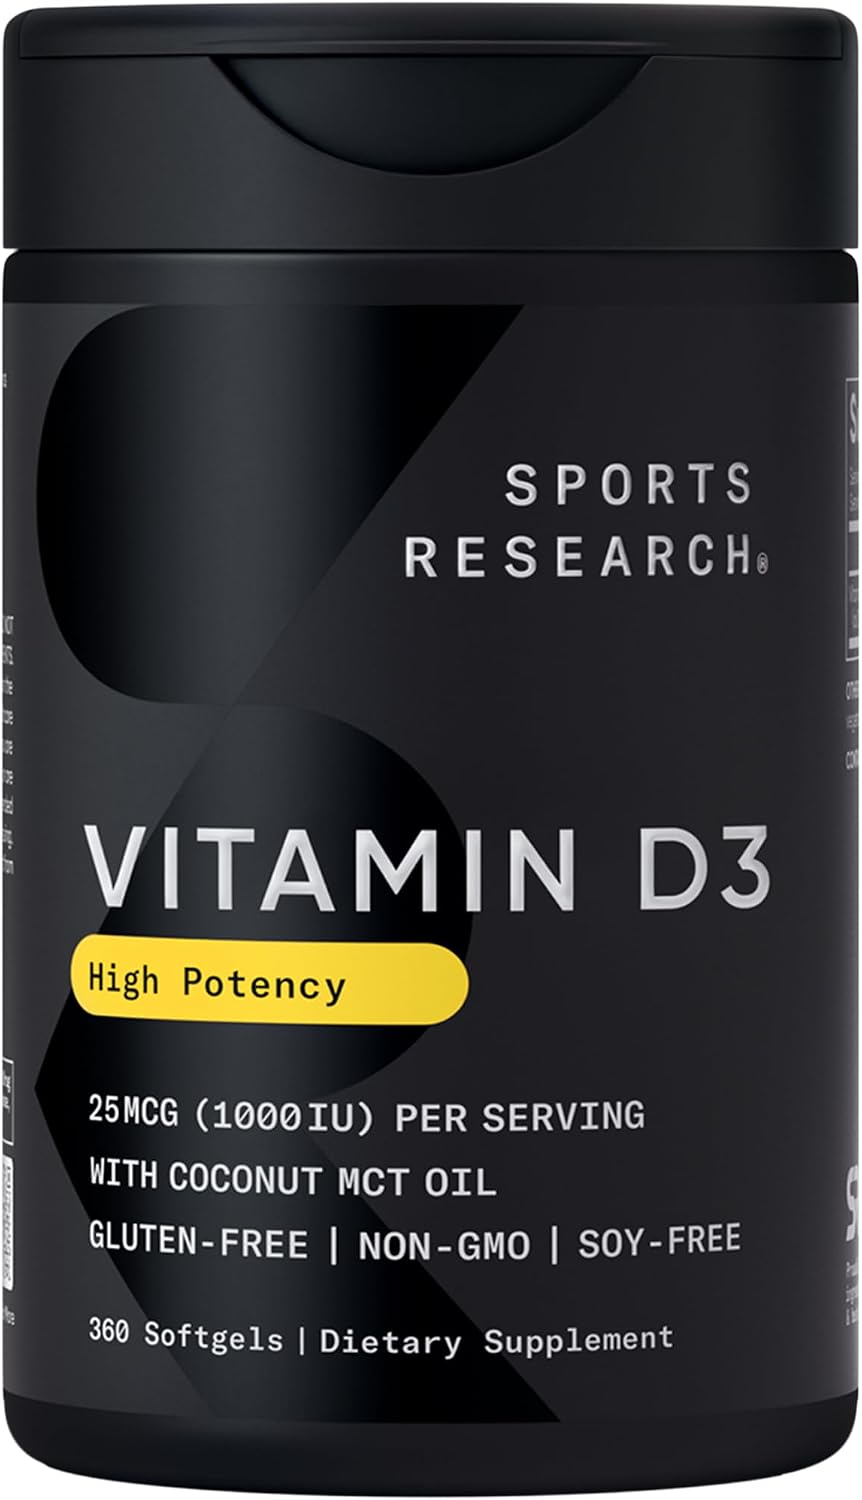 SPORTS
RESEARCH®
VITAMIN D3
High Potency
25MCG (1000IU) PER SERVING
WITH COCONUT MCT OIL
GLUTEN-FREE | NON-GMO | SOY-FREE
360 Softgels | Dietary Supplement